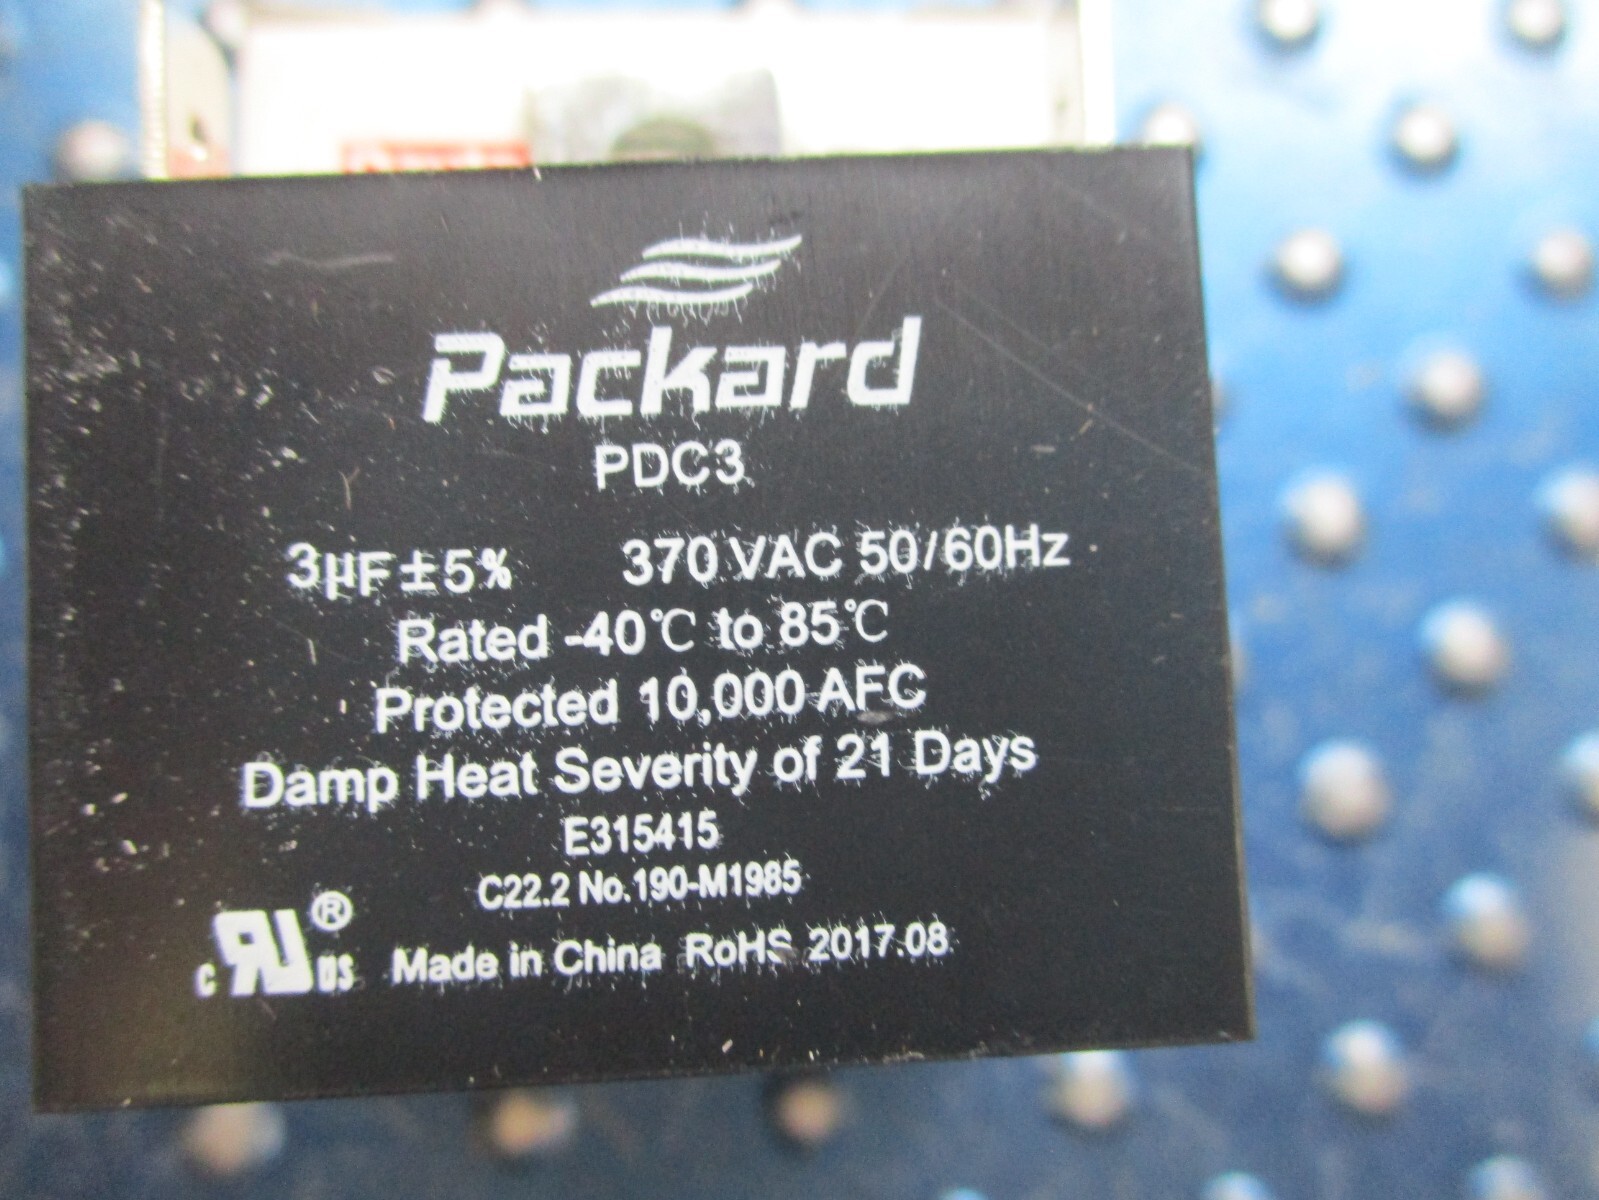 Packard
PDC3
3µF±5% 370 VAC 50/60Hz
Rated -40℃ to 85℃
Protected 10,000 AFC
Damp Heat Severity of 21 Days
E315415
C22.2 No.190-M1985
c RU ® US Made in China RoHS 2017.08